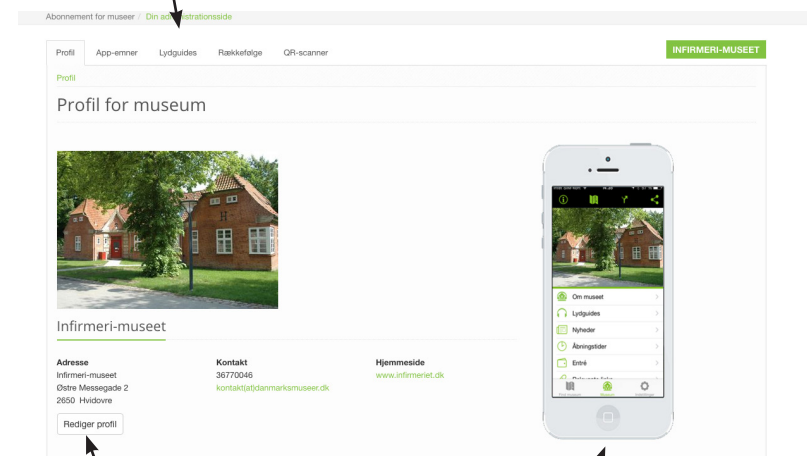 Abonnement for museer / Din administrationsside
Profil App-emner Lydguides Rækkefølge QR-scanner
INFIRMERI-MUSEET
Profil
Profil for museum
Infirmeri-museet
Adresse
Infirmeri-museet
Østre Messegade 2
2650 Hvidovre
Kontakt
36770046
kontakt(at)danmarksmuseer.dk
Hjemmeside
www.infirmeriet.dk
Rediger profil
Om museet
Lydguides
Nyheder
Åbningstider
Entré